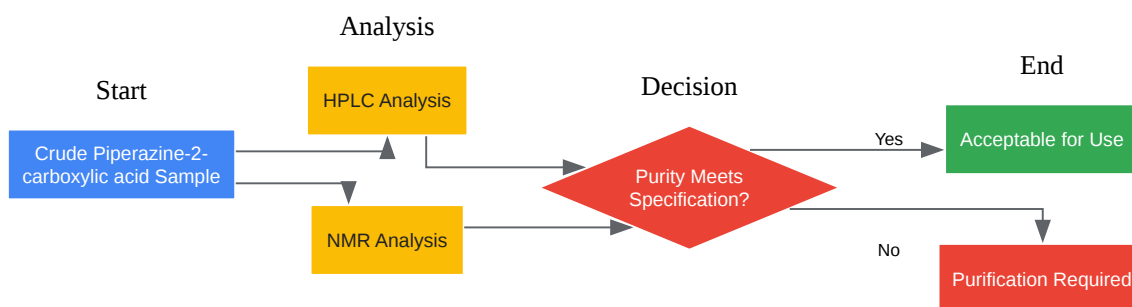 Start
Crude Piperazine-2-
carboxylic acid Sample
Analysis
HPLC Analysis
NMR Analysis
Decision
Purity Meets
Specification?
Yes
No
End
Acceptable for Use
Purification Required